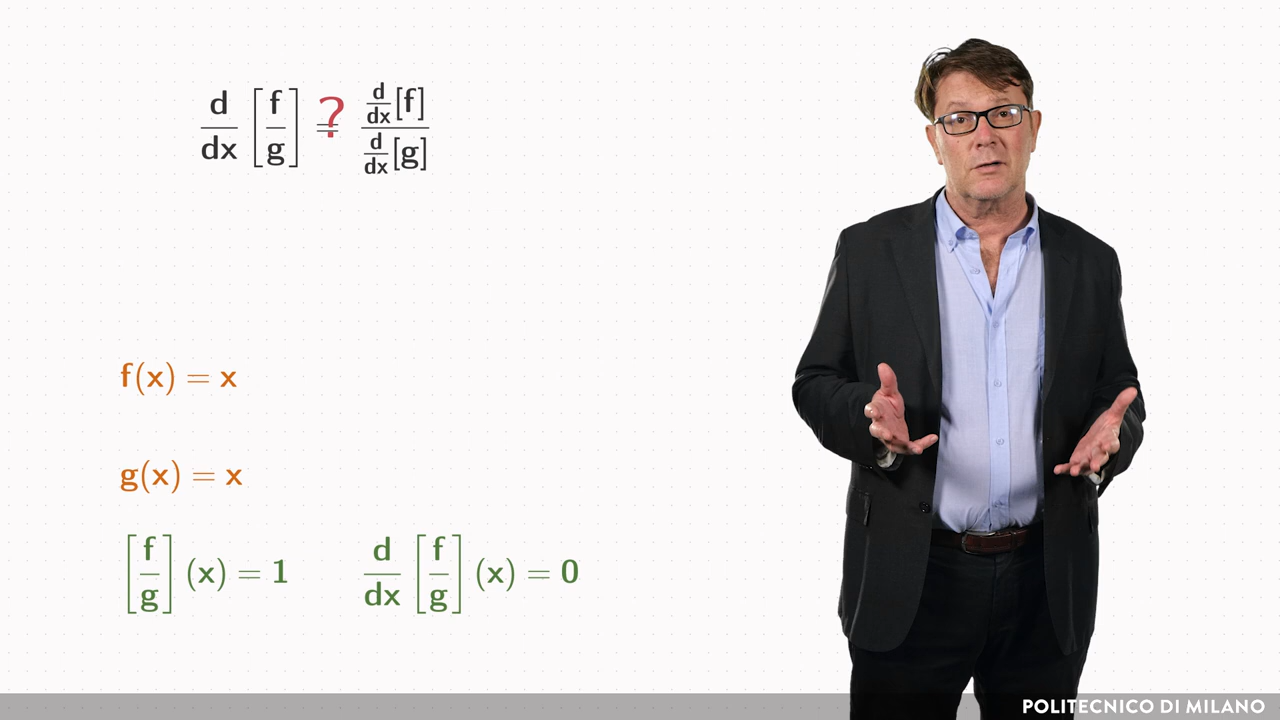 d/dx [f/g] =? d/dx[f] / d/dx[g]
f(x) = x
g(x) = x
[f/g] (x) = 1 d/dx [f/g] (x) = 0
POLITECNICO DI MILANO